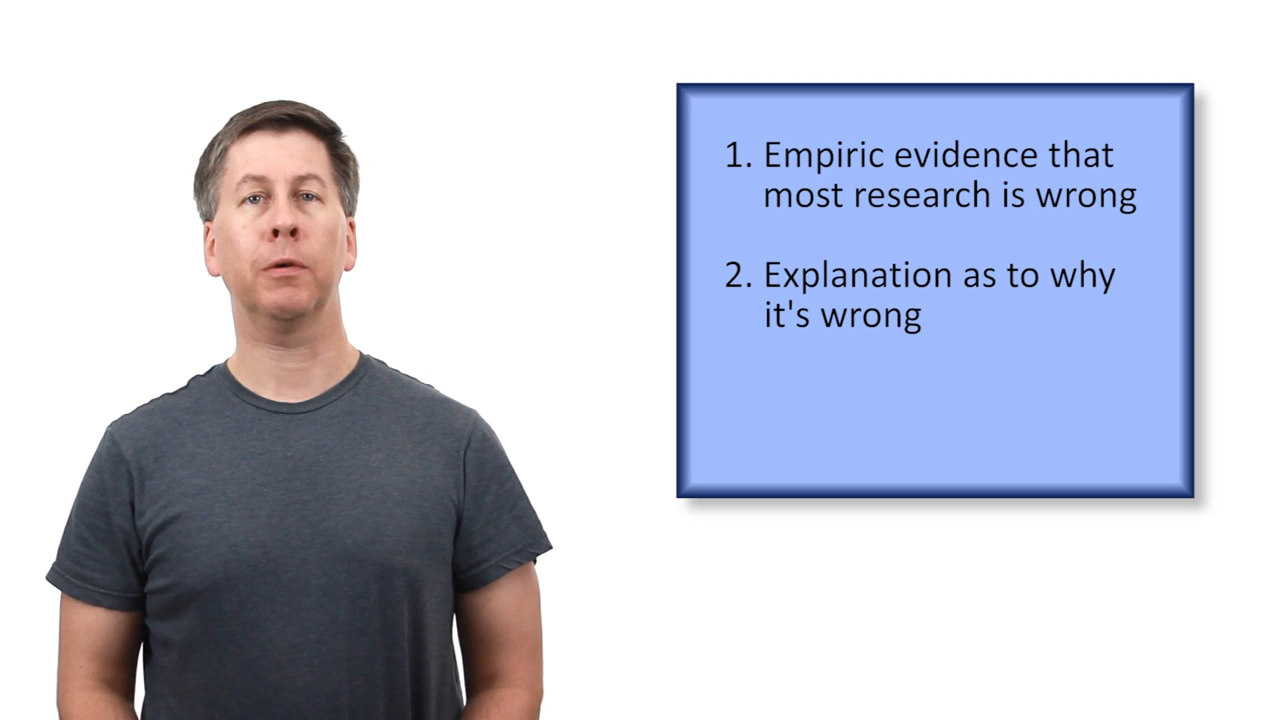 1. Empiric evidence that
most research is wrong
2. Explanation as to why
it's wrong